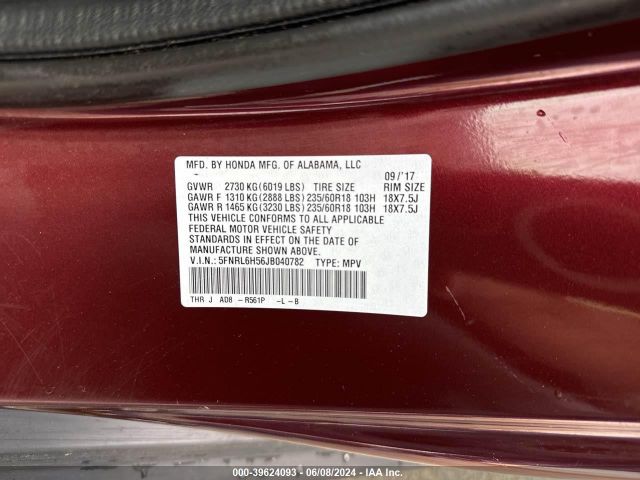 MFD. BY HONDA MFG. OF ALABAMA, LLC
- 09/'17
GVWR 2730 KG(6019 LBS) TIRE SIZE RIM SIZE
GAWR F 1310 KG(2888 LBS)235/60R18 103H 18X7.5J
GAWR R 1465 KG(3230 LBS)235/60R18 103H 18X7.5J
THIS VEHICLE CONFORMS TO ALL APPLICABLE
FEDERAL MOTOR VEHICLE SAFETY
STANDARDS IN EFFECT ON THE DATE OF
MANUFACTURE SHOWN ABOVE.
V.I.N.: 5FNRL6H56JB040782 TYPE: MPV
THR J AD8 -R561P -L-B
000-39624093 - 06/08/2024 - IAA Inc.